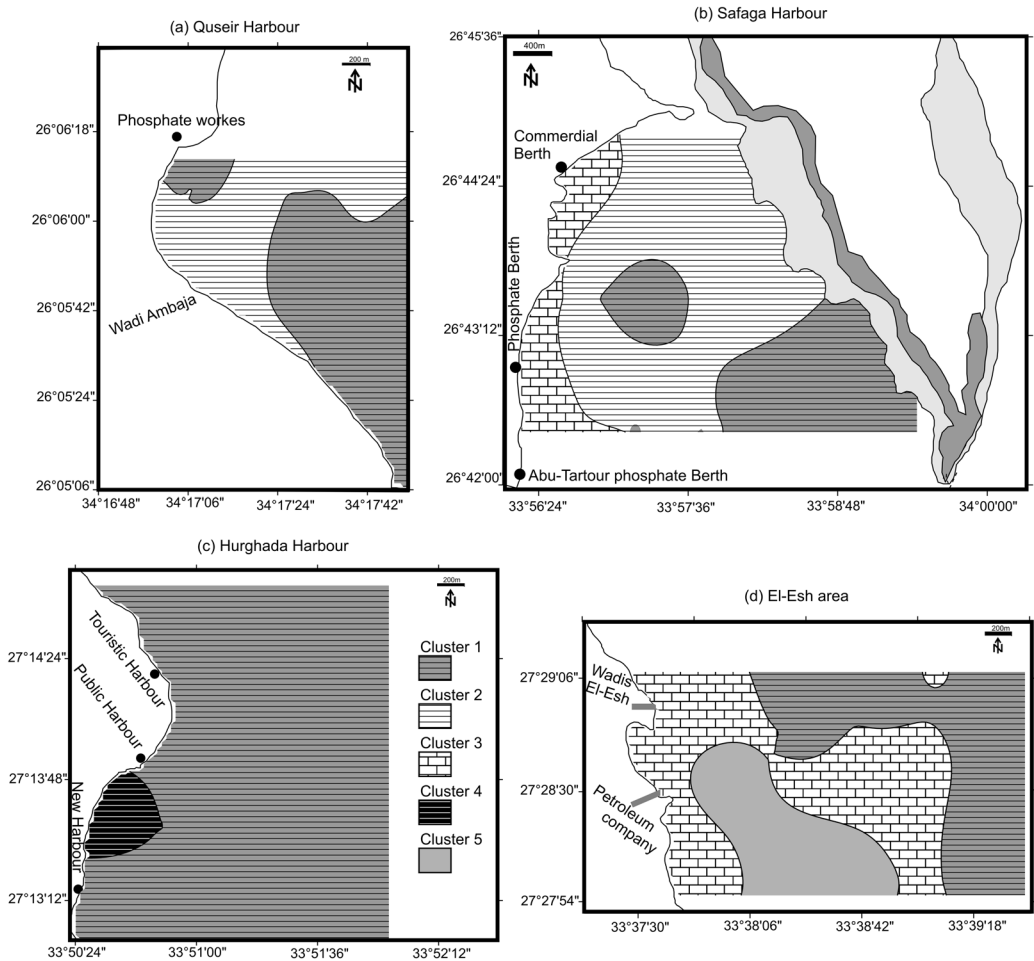 (a) Quseir Harbour
200 m
N
Phosphate workes
Wadi Ambaja
26°06'18"
26°06'00"
26°05'42"
26°05'24"
26°05'06"
34°16'48"
34°17'06"
34°17'24"
34°17'42"
(b) Safaga Harbour
400m
N
Commerdial
Berth
Phosphate Berth
Abu-Tartour phosphate Berth
26°45'36"
26°44'24"
26°43'12"
26°42'00"
33°56'24"
33°57'36"
33°58'48"
34°00'00"
(c) Hurghada Harbour
200m
N
Touristic Harbour
Public Harbour
New Harbour
27°14'24"
27°13'48"
27°13'12"
33°50'24"
33°51'00"
33°51'36"
33°52'12"
Cluster 1
Cluster 2
Cluster 3
Cluster 4
Cluster 5
(d) El-Esh area
200m
N
Wadis
El-Esh
Petroleum
company
27°29'06"
27°28'30"
27°27'54"
33°37'30"
33°38'06"
33°38'42"
33°39'18"